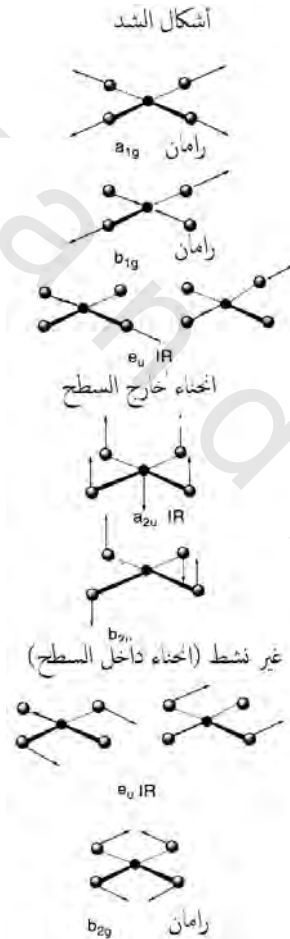 أشكال الشد
a1g رامان
b1g رامان
eu IR
انحناء خارج السطح
a2u IR
b2u
غير نشط (انحناء داخل السطح)
eu IR
b2g رامان